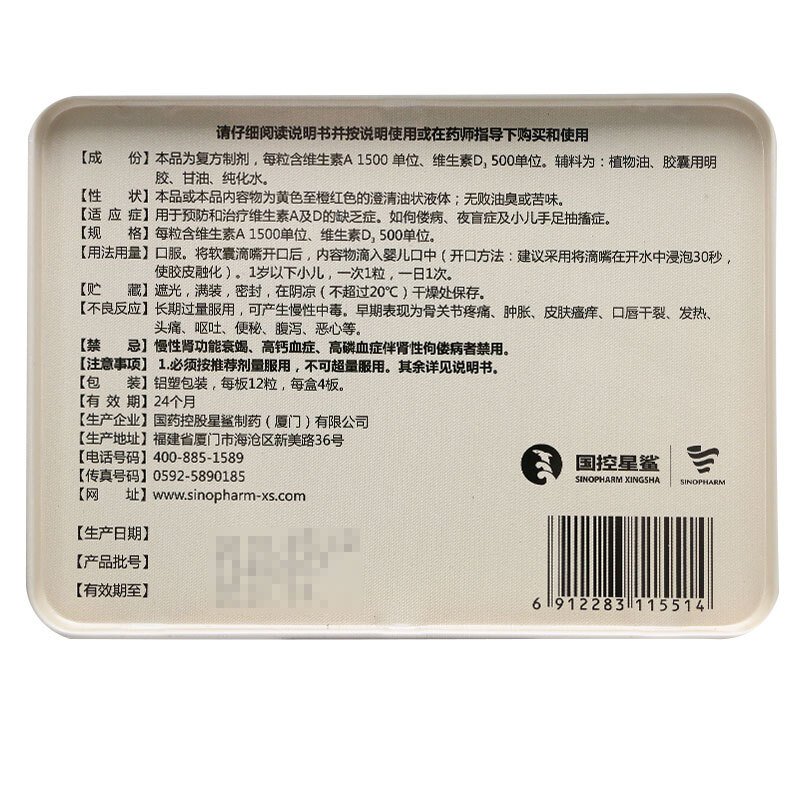 请仔细阅读说明书并按说明使用或在药师指导下购买和使用
【成 份】本品为复方制剂，每粒含维生素A 1500 单位、维生素D₃ 500单位。辅料为：植物油、胶囊用明
胶、甘油、纯化水。
【性 状】本品或本品内容物为黄色至橙红色的澄清油状液体；无败油臭或苦味。
【适 应 症】用于预防和治疗维生素A及D的缺乏症。如佝偻病、夜盲症及小儿手足抽搐症。
【规 格】每粒含维生素A 1500单位、维生素D₃ 500单位。
【用法用量】口服。将软囊滴嘴开口后，内容物滴入婴儿口中（开口方法：建议采用将滴嘴在开水中浸泡30秒，
使胶皮融化）。1岁以下小儿，一次1粒，一日1次。
【贮 藏】遮光，满装，密封，在阴凉（不超过20℃）干燥处保存。
【不良反应】长期过量服用，可产生慢性中毒。早期表现为骨关节疼痛、肿胀、皮肤瘙痒、口唇干裂、发热、
头痛、呕吐、便秘、腹泻、恶心等。
【禁 忌】慢性肾功能衰竭、高钙血症、高磷血症伴肾性佝偻病者禁用。
【注意事项】1.必须按推荐剂量服用，不可超量服用。其余详见说明书。
【包 装】铝塑包装，每板12粒，每盒4板。
【有 效 期】24个月
【生产企业】国药控股星鲨制药（厦门）有限公司
【生产地址】福建省厦门市海沧区新美路36号
【电话号码】400-885-1589
【传真号码】0592-5890185
【网 址】www.sinopharm-xs.com
国控星鲨
SINOPHARM XINGSHA
SINOPHARM
【生产日期】
【产品批号】
【有效期至】
6 912283 115514